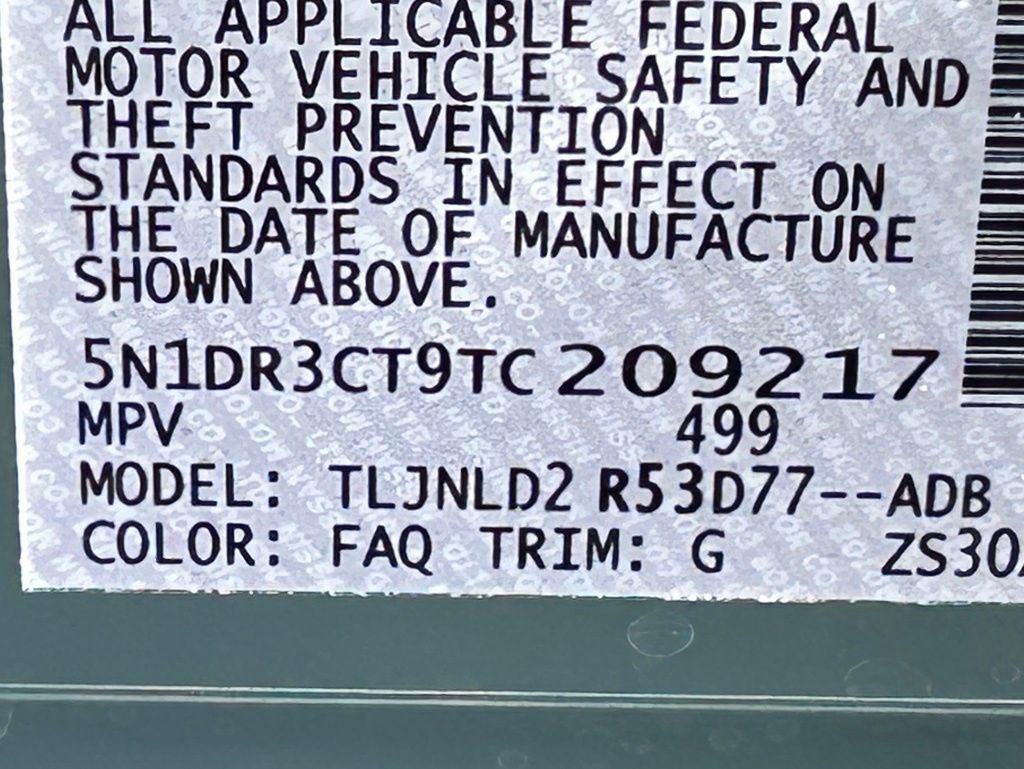 ALL APPLICABLE FEDERAL
MOTOR VEHICLE SAFETY AND
THEFT PREVENTION
STANDARDS IN EFFECT ON
THE DATE OF MANUFACTURE
SHOWN ABOVE.
5N1DR3CT9TC209217
MPV 499
MODEL: TLJNLD2 R53D77--ADB
COLOR: FAQ TRIM: G ZS30